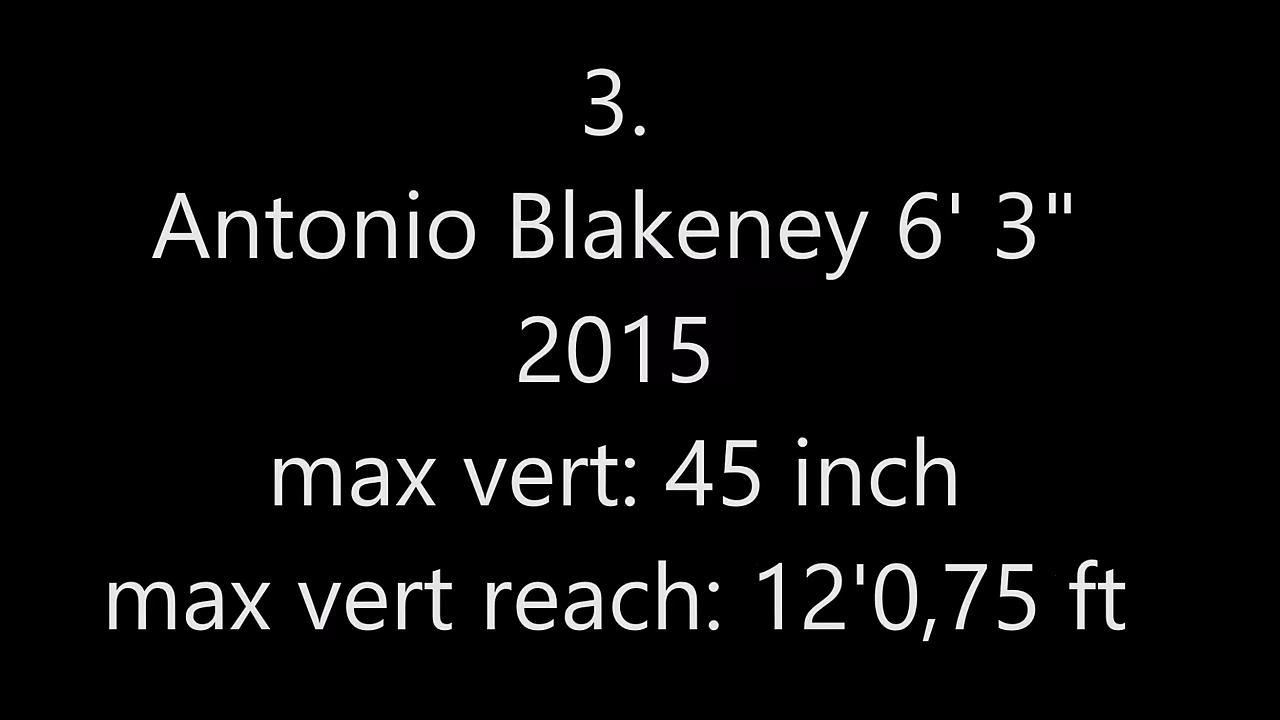 3.
Antonio Blakeney 6' 3"
2015
max vert: 45 inch
max vert reach: 12'0,75 ft